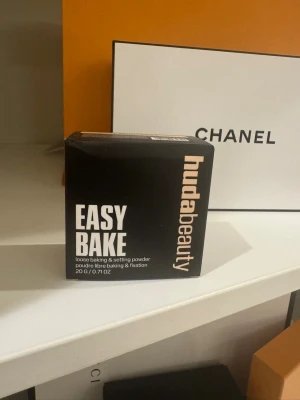 CHANEL
hudabeauty
EASY
BAKE
loose baking & setting powder
poudre libre baking & fixation
20 G / 0.71 OZ